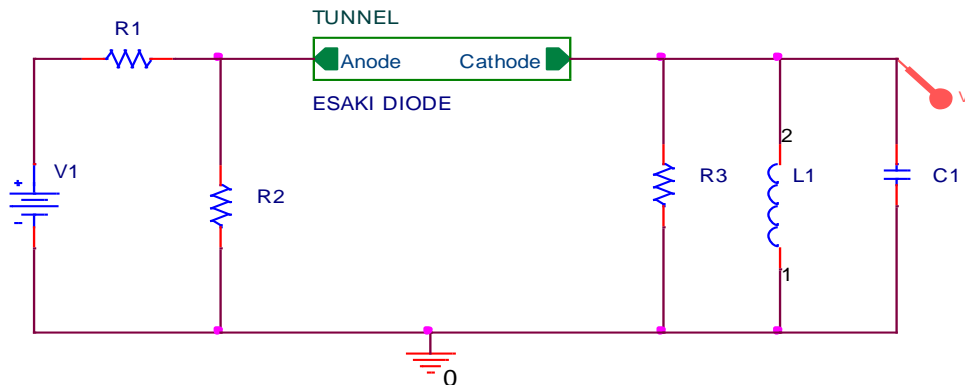 TUNNEL
R1
Anode Cathode
ESAKI DIODE
2
V1
R2
R3
L1
C1
1
0
V